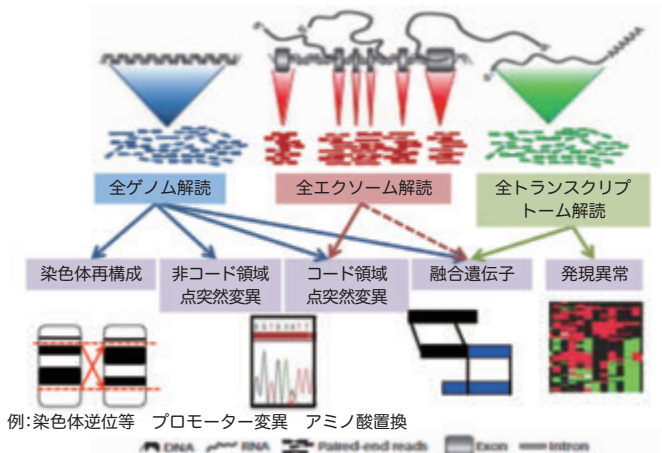 全ゲノム解読
全エクソーム解読
全トランスクリプ
トーム解読
染色体再構成
非コード領域
点突然変異
コード領域
点突然変異
融合遺伝子
発現異常
例:染色体逆位等 プロモーター変異 アミノ酸置換
DNA RNA Paired-end reads Exon Intron